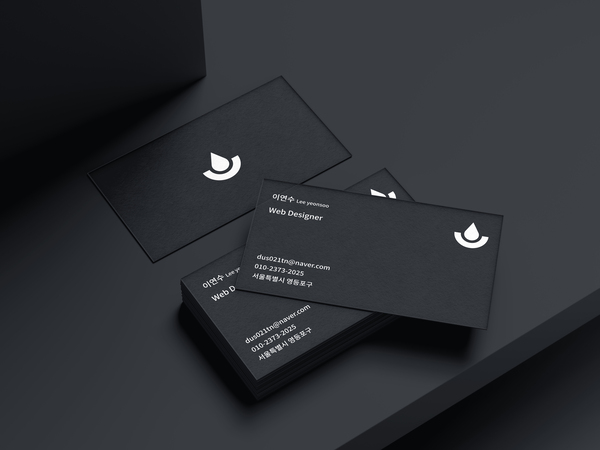 이연수 Lee yeonsoo
Web Designer
dus021tn@naver.com
010-2373-2025
서울특별시 영등포구
이연수 Lee ye
Web D
dus021tn@naver.com
010-2373-2025
서울특별시 영등포구